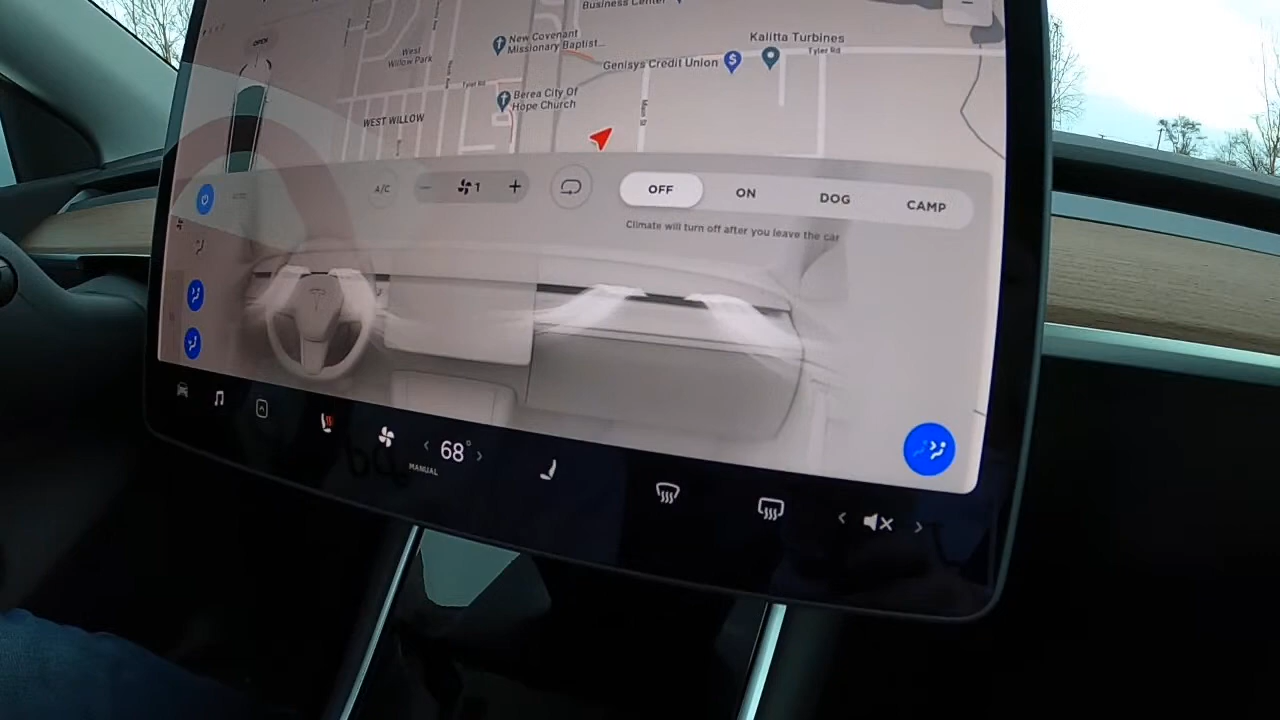 Business Center
OPEN
New Covenant
Missionary Baptist...
West
Willow Park
Genisys Credit Union
$
Kalitta Turbines
Tyler Rd
Tyler Rd
Berea City Of
Hope Church
WEST WILLOW
A/C
AUTO
− 1 +
OFF ON DOG CAMP
Climate will turn off after you leave the car
T
< 68° >
MANUAL